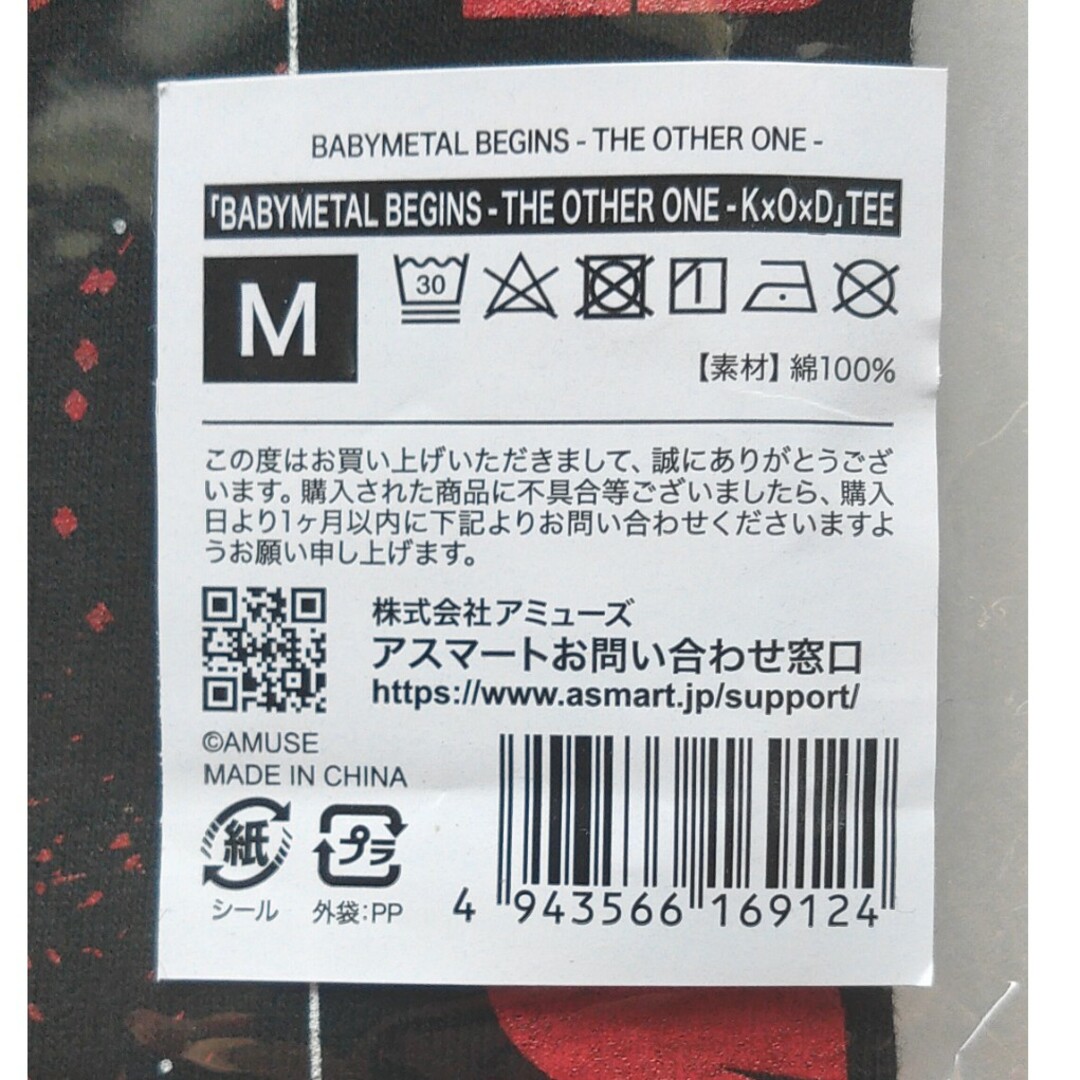 BABYMETAL BEGINS - THE OTHER ONE -
「BABYMETAL BEGINS - THE OTHER ONE - K×O×D」TEE
M
30
【素材】綿100%
この度はお買い上げいただきまして、誠にありがとうござ
います。購入された商品に不具合等ございましたら、購入
日より1ヶ月以内に下記よりお問い合わせくださいますよ
うお願い申し上げます。
株式会社アミューズ
アスマートお問い合わせ窓口
https://www.asmart.jp/support/
©AMUSE
MADE IN CHINA
紙 プラ
シール 外袋:PP
4 943566 169124